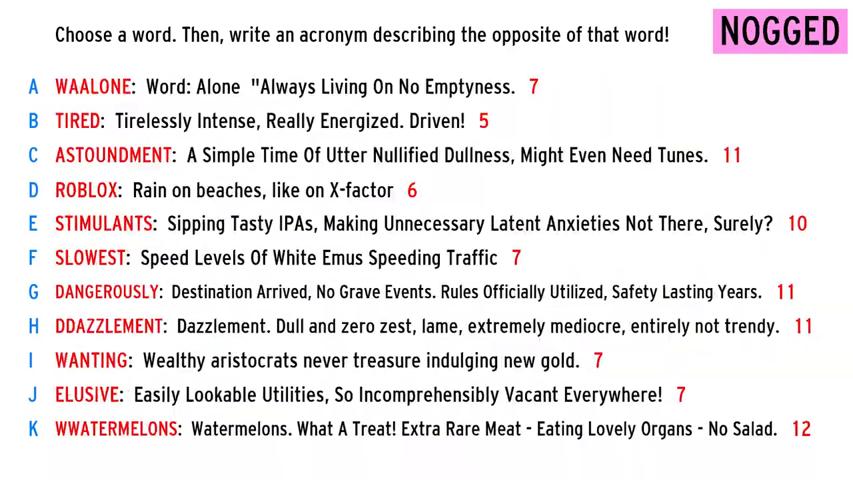 Choose a word. Then, write an acronym describing the opposite of that word!
NOGGED
A WAALONE: Word: Alone "Always Living On No Emptyness. 7
B TIRED: Tirelessly Intense, Really Energized. Driven! 5
C ASTOUNDMENT: A Simple Time Of Utter Nullified Dullness, Might Even Need Tunes. 11
D ROBLOX: Rain on beaches, like on X-factor 6
E STIMULANTS: Sipping Tasty IPAs, Making Unnecessary Latent Anxieties Not There, Surely? 10
F SLOWEST: Speed Levels Of White Emus Speeding Traffic 7
G DANGEROUSLY: Destination Arrived, No Grave Events. Rules Officially Utilized, Safety Lasting Years. 11
H DDAZZLEMENT: Dazzlement. Dull and zero zest, lame, extremely mediocre, entirely not trendy. 11
I WANTING: Wealthy aristocrats never treasure indulging new gold. 7
J ELUSIVE: Easily Lookable Utilities, So Incomprehensibly Vacant Everywhere! 7
K WWATERMELONS: Watermelons. What A Treat! Extra Rare Meat - Eating Lovely Organs - No Salad. 12